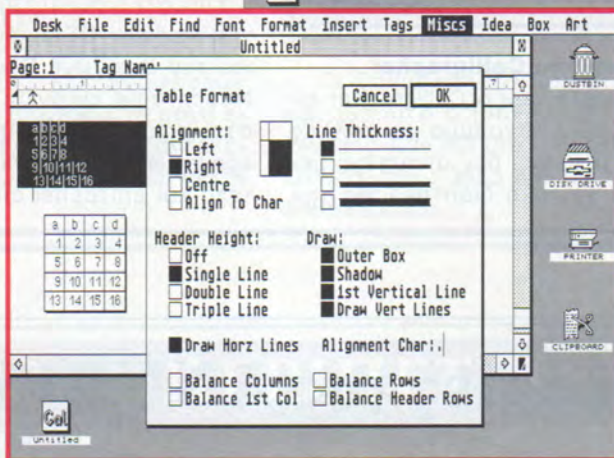 Desk File Edit Find Font Format Insert Tags Miscs Idea Box Art
Untitled
Page:1 Tag Name:
Table Format
Cancel OK
Alignment:
Left
Right
Centre
Align To Char
Line Thickness:
Header Height:
Off
Single Line
Double Line
Triple Line
Draw:
Outer Box
Shadow
1st Vertical Line
Draw Vert Lines
Draw Horz Lines
Alignment Char:.
Balance Columns
Balance Rows
Balance 1st Col
Balance Header Rows
a|b|c|d
1|2|3|4
5|6|7|8
9|10|11|12
13|14|15|16
a b c d
1 2 3 4
5 6 7 8
9 10 11 12
13 14 15 16
DUSTBIN
DISK DRIVE
PRINTER
CLIPBOARD
Col
Untitled